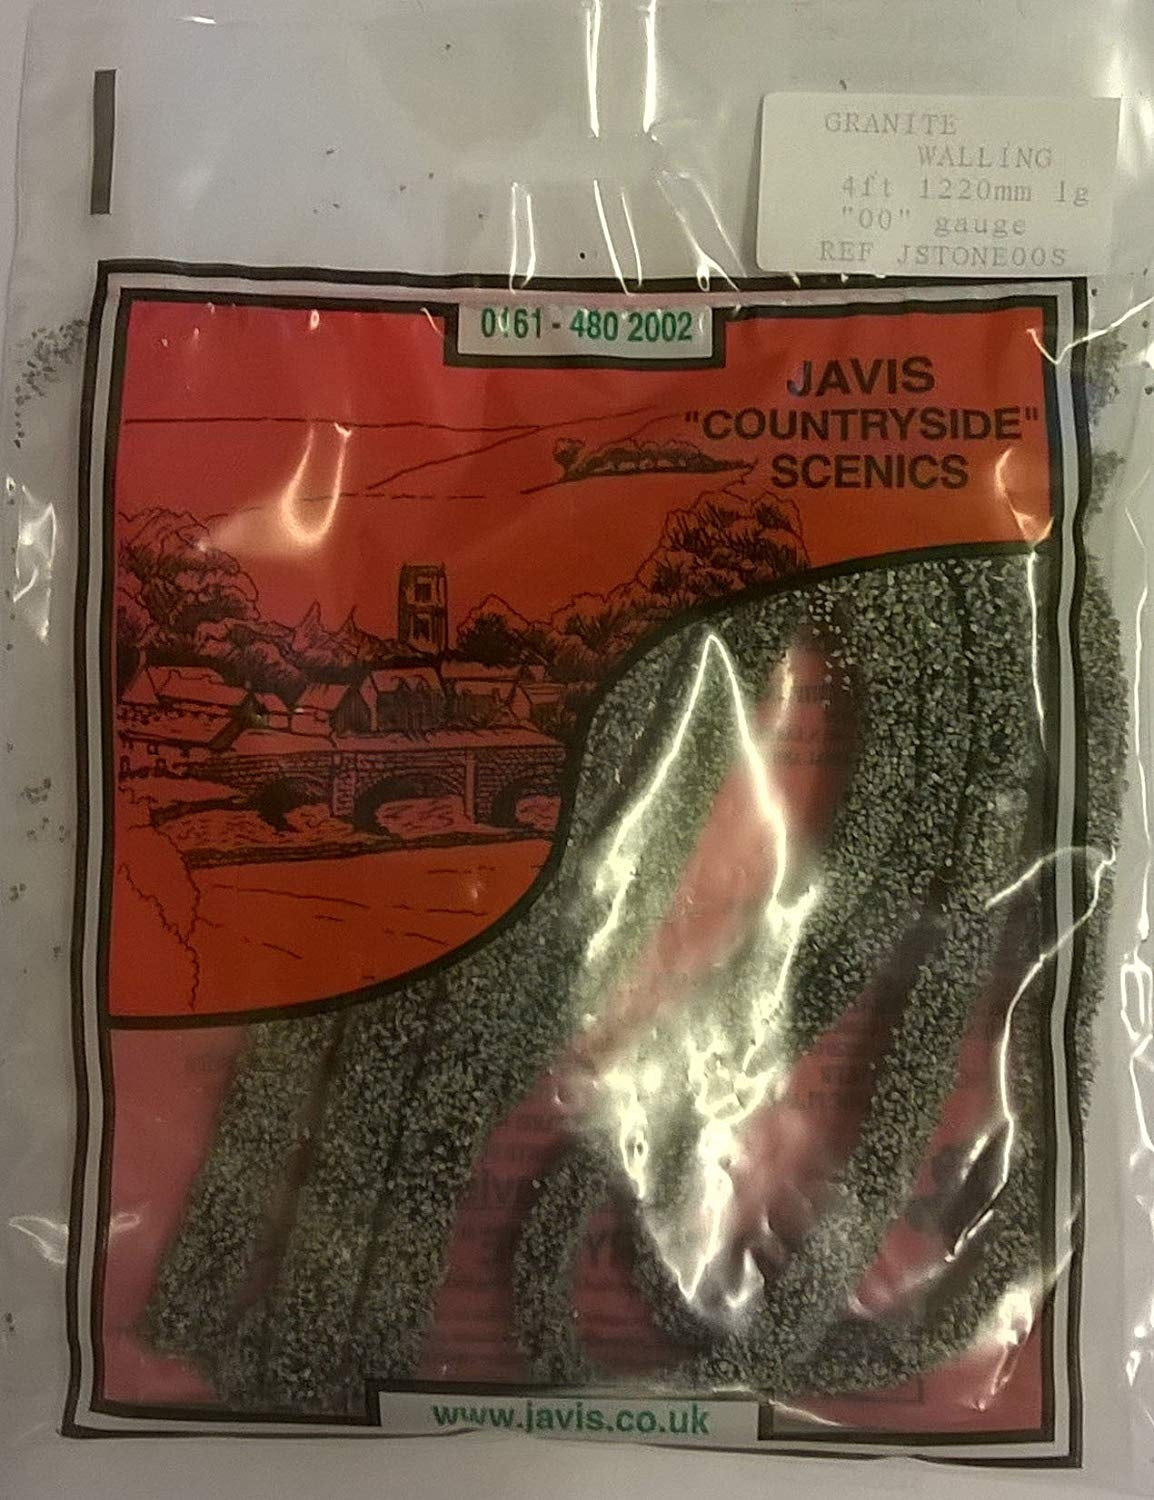 GRANITE
WALLING
4ft 1220mm lg
"00" gauge
REF JSTONE00S
0161 - 480 2002
JAVIS
"COUNTRYSIDE"
SCENICS
www.javis.co.uk